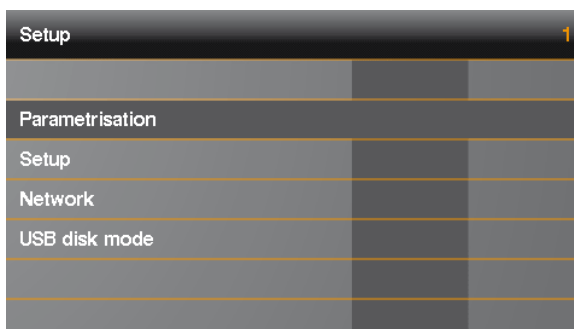 Setup 1
Parametrisation
Setup
Network
USB disk mode